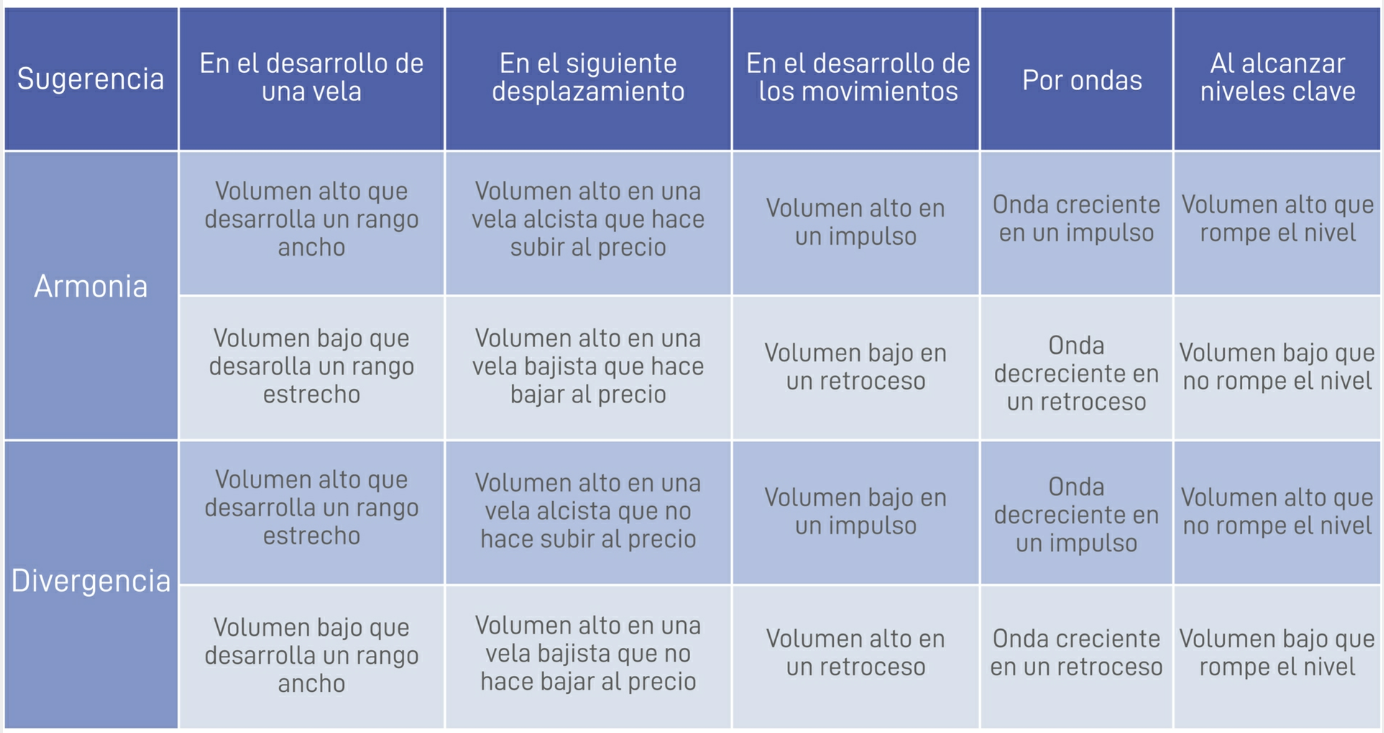 Sugerencia
En el desarrollo de
una vela
En el siguiente
desplazamiento
En el desarrollo de
los movimientos
Por ondas
Al alcanzar
niveles clave
Armonia
Volumen alto que
desarrolla un rango
ancho
Volumen alto en una
vela alcista que hace
subir al precio
Volumen alto en
un impulso
Onda creciente
en un impulso
Volumen alto que
rompe el nivel
Volumen bajo que
desarolla un rango
estrecho
Volumen alto en una
vela bajista que hace
bajar al precio
Volumen bajo en
un retroceso
Onda
decreciente en
un retroceso
Volumen bajo que
no rompe el nivel
Divergencia
Volumen alto que
desarrolla un rango
estrecho
Volumen alto en una
vela alcista que no
hace subir al precio
Volumen bajo en
un impulso
Onda
decreciente en
un impulso
Volumen alto que
no rompe el nivel
Volumen bajo que
desarrolla un rango
ancho
Volumen alto en una
vela bajista que no
hace bajar al precio
Volumen alto en
un retroceso
Onda creciente
en un retroceso
Volumen bajo que
rompe el nivel